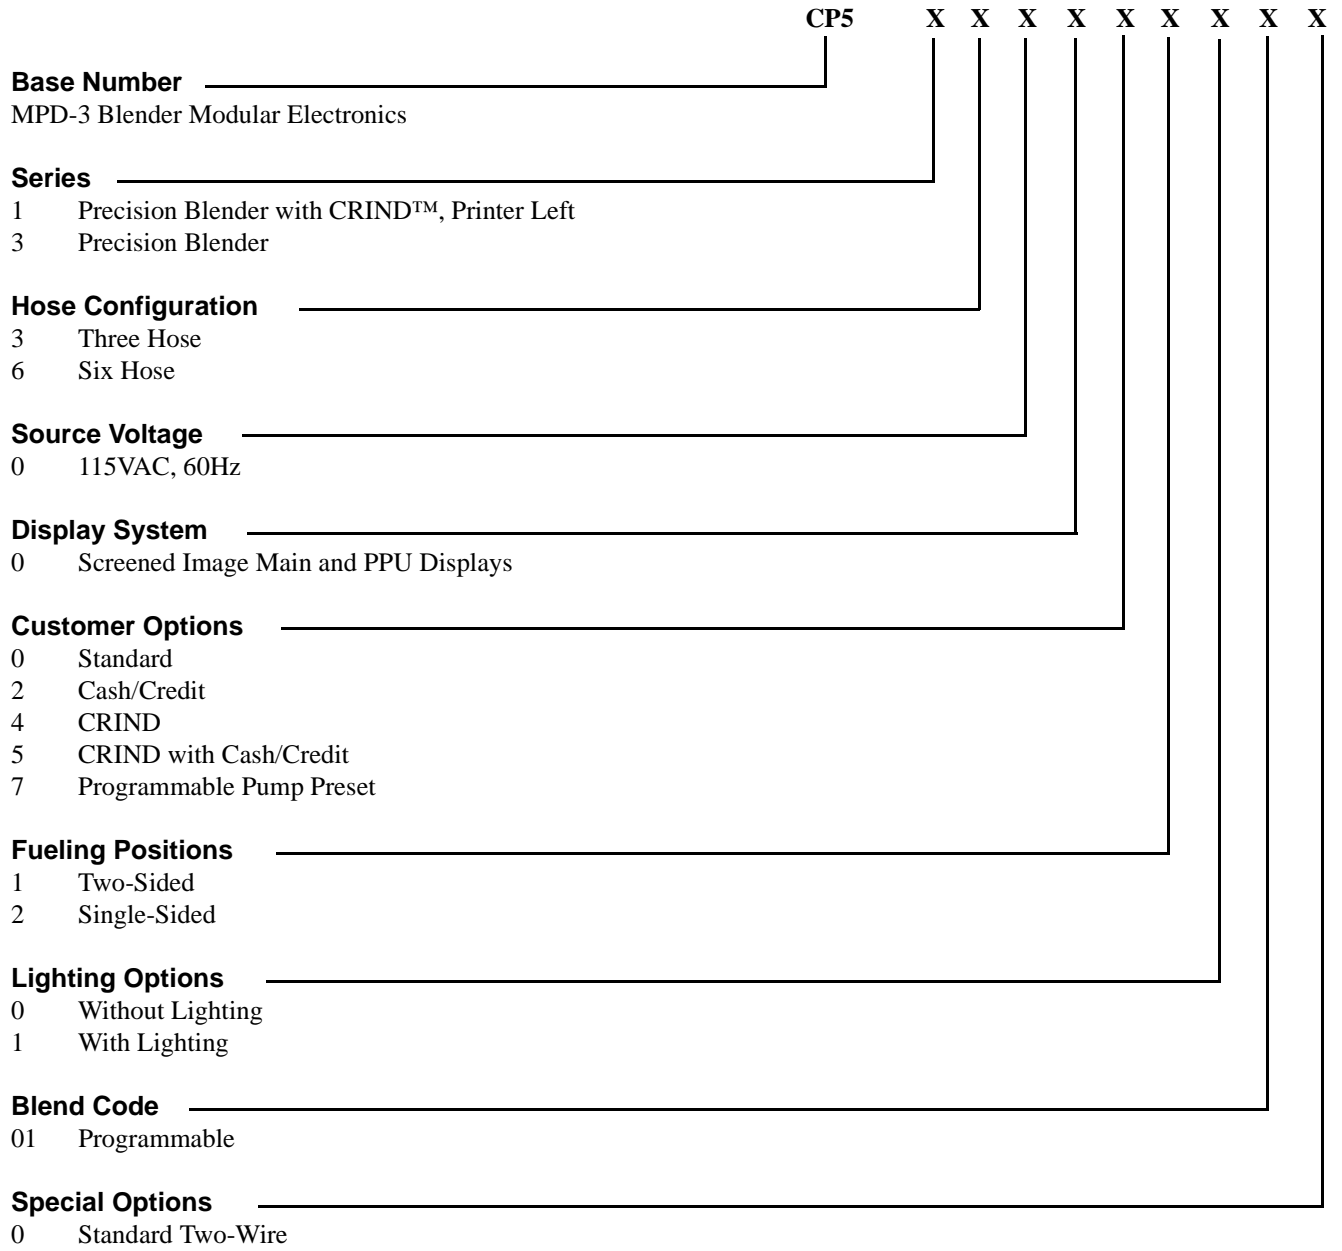 CP5 X X X X X X X X X
Base Number
MPD-3 Blender Modular Electronics
Series
1 Precision Blender with CRIND™, Printer Left
3 Precision Blender
Hose Configuration
3 Three Hose
6 Six Hose
Source Voltage
0 115VAC, 60Hz
Display System
0 Screened Image Main and PPU Displays
Customer Options
0 Standard
2 Cash/Credit
4 CRIND
5 CRIND with Cash/Credit
7 Programmable Pump Preset
Fueling Positions
1 Two-Sided
2 Single-Sided
Lighting Options
0 Without Lighting
1 With Lighting
Blend Code
01 Programmable
Special Options
0 Standard Two-Wire